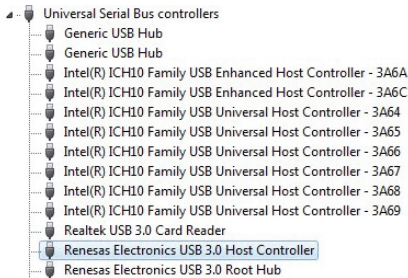 Universal Serial Bus controllers
Generic USB Hub
Generic USB Hub
Intel(R) ICH10 Family USB Enhanced Host Controller - 3A6A
Intel(R) ICH10 Family USB Enhanced Host Controller - 3A6C
Intel(R) ICH10 Family USB Universal Host Controller - 3A64
Intel(R) ICH10 Family USB Universal Host Controller - 3A65
Intel(R) ICH10 Family USB Universal Host Controller - 3A66
Intel(R) ICH10 Family USB Universal Host Controller - 3A67
Intel(R) ICH10 Family USB Universal Host Controller - 3A68
Intel(R) ICH10 Family USB Universal Host Controller - 3A69
Realtek USB 3.0 Card Reader
Renesas Electronics USB 3.0 Host Controller
Renesas Electronics USB 3.0 Root Hub